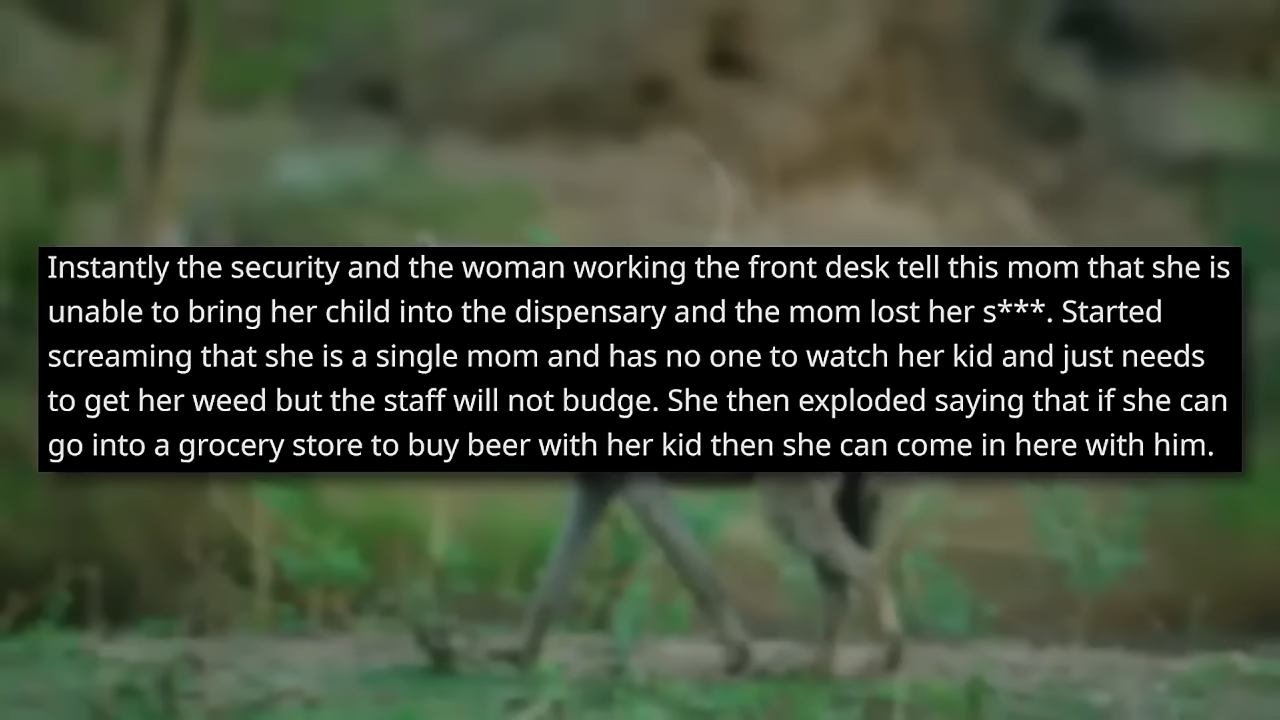 Instantly the security and the woman working the front desk tell this mom that she is
unable to bring her child into the dispensary and the mom lost her s***. Started
screaming that she is a single mom and has no one to watch her kid and just needs
to get her weed but the staff will not budge. She then exploded saying that if she can
go into a grocery store to buy beer with her kid then she can come in here with him.